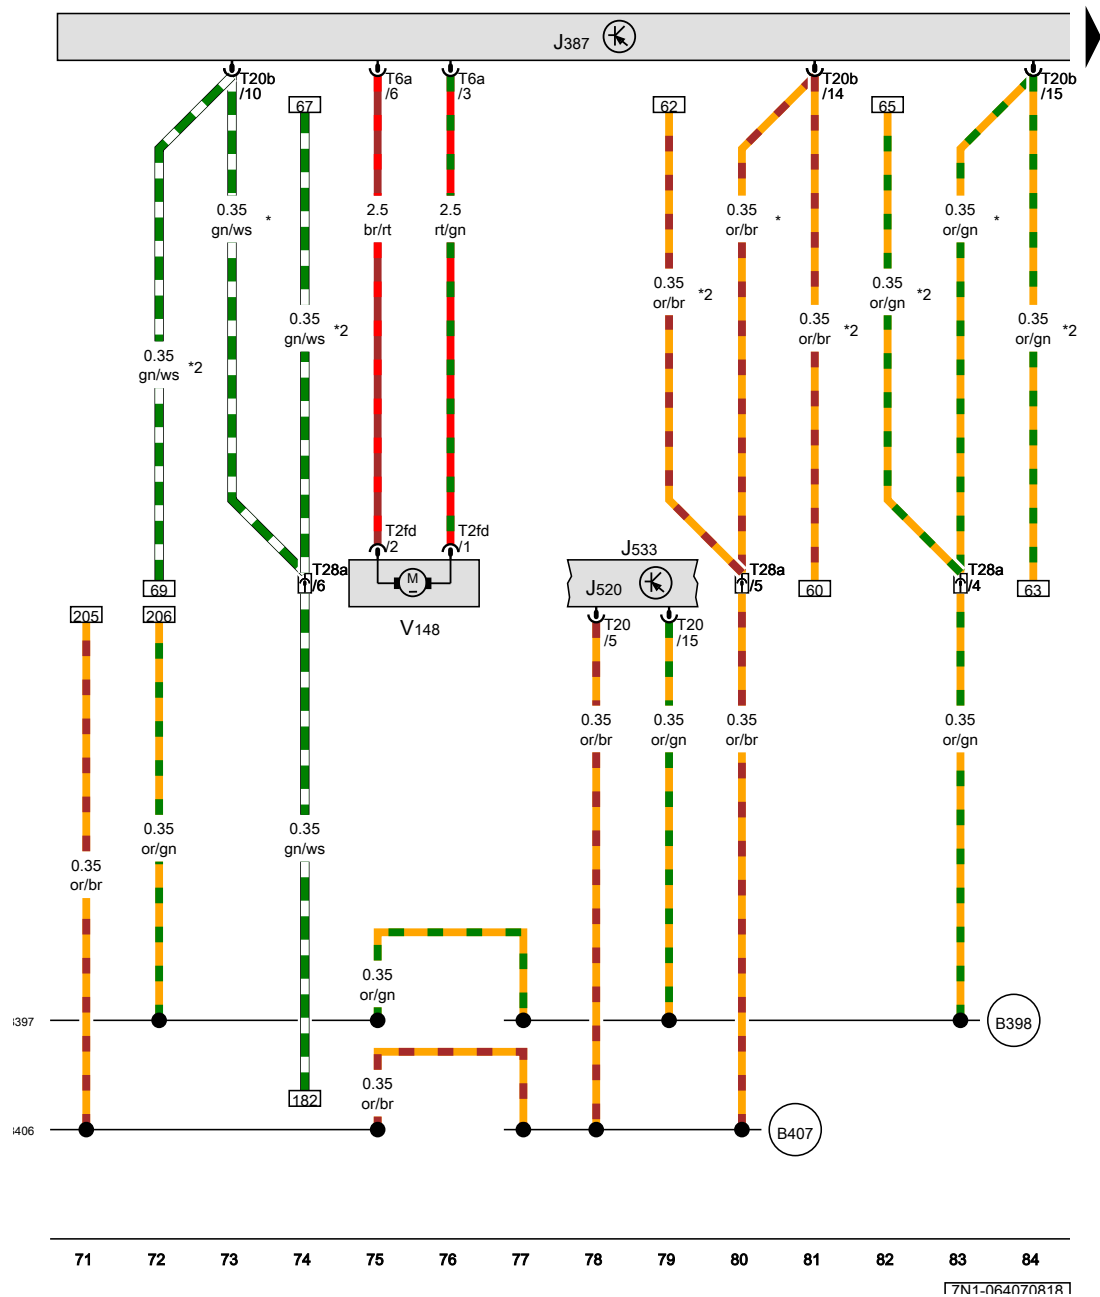 J387
T20b
/10
T6a
/6
T6a
/3
T20b
/14
T20b
/15
67
62
65
0.35
gn/ws
*
2.5
br/rt
2.5
rt/gn
0.35
or/br
*
0.35
or/gn
*
0.35
or/br
*2
0.35
or/gn
*2
0.35
gn/ws
*2
0.35
or/br
*2
0.35
or/gn
*2
0.35
gn/ws
*2
T2fd
/2
T2fd
/1
J533
T28a
/6
M
J520
T28a
/5
T28a
/4
69
60
63
205
206
V148
T20
/5
T20
/15
0.35
or/br
0.35
or/gn
0.35
or/br
0.35
or/gn
0.35
or/gn
0.35
gn/ws
0.35
or/br
0.35
or/gn
397
B398
0.35
or/br
182
406
B407
71 72 73 74 75 76 77 78 79 80 81 82 83 84
7N1-064070818